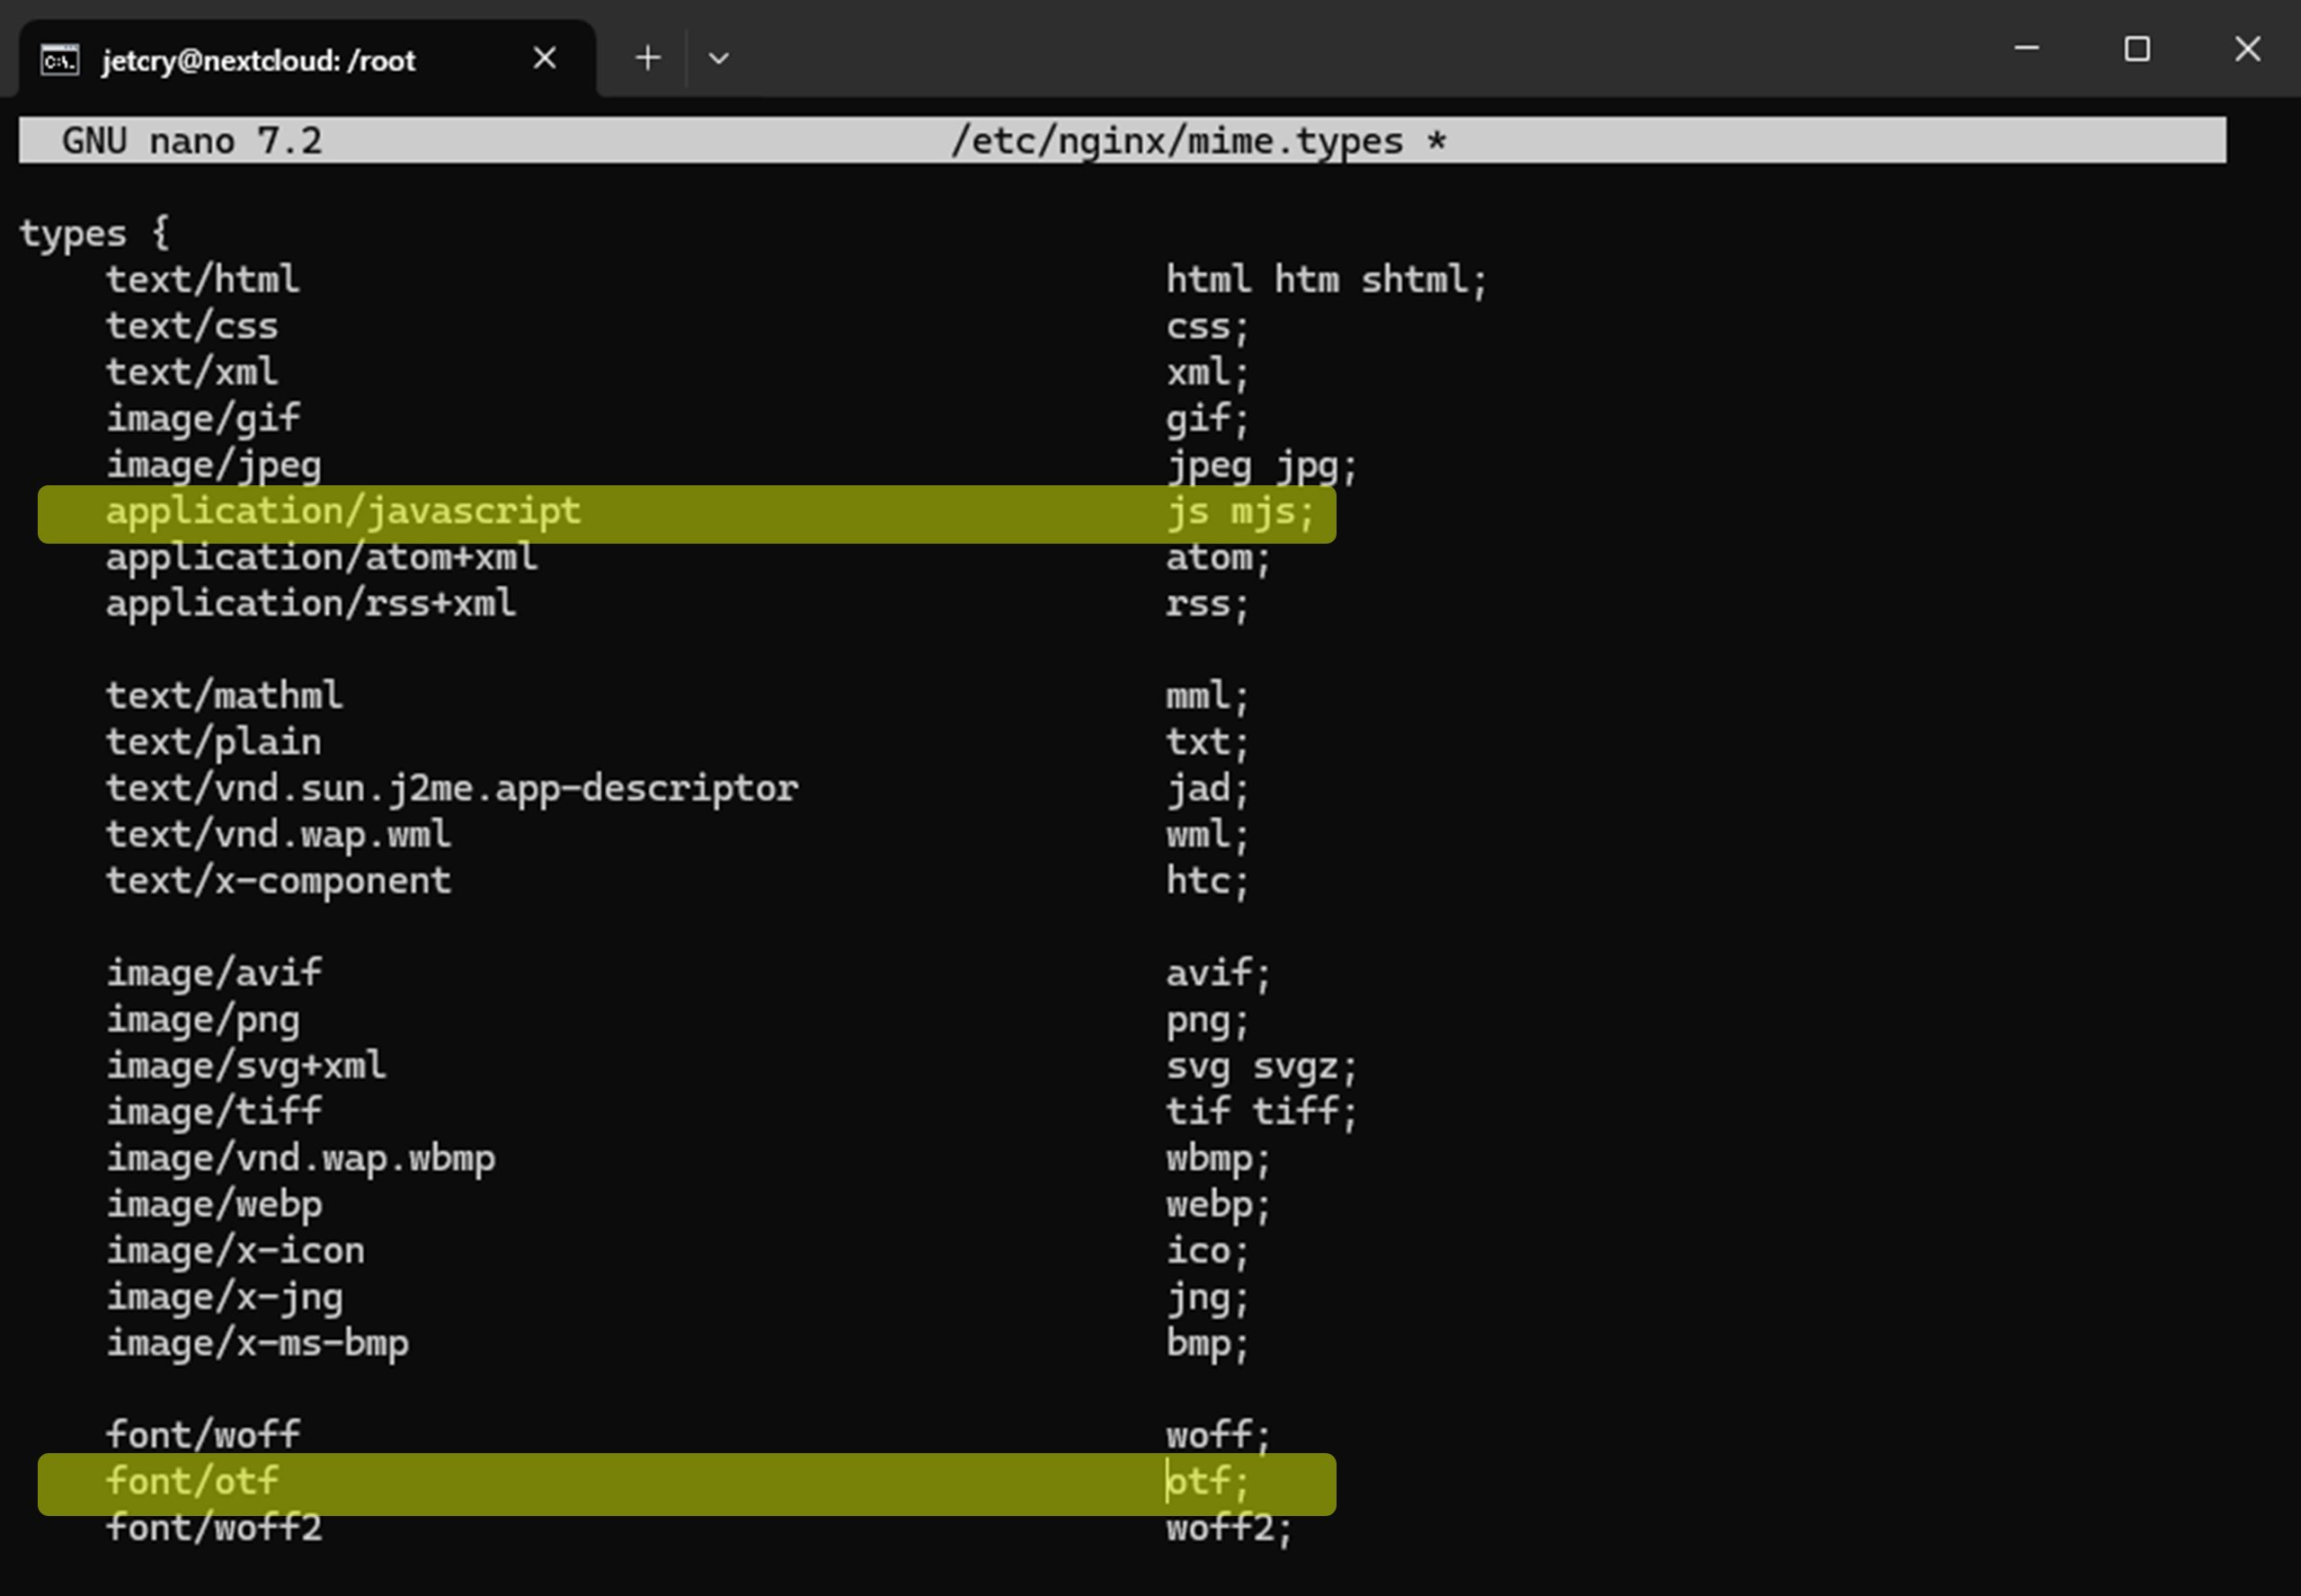 jetcry@nextcloud: /root
GNU nano 7.2 /etc/nginx/mime.types *
types {
text/html html htm shtml;
text/css css;
text/xml xml;
image/gif gif;
image/jpeg jpeg jpg;
application/javascript js mjs;
application/atom+xml atom;
application/rss+xml rss;
text/mathml mml;
text/plain txt;
text/vnd.sun.j2me.app-descriptor jad;
text/vnd.wap.wml wml;
text/x-component htc;
image/avif avif;
image/png png;
image/svg+xml svg svgz;
image/tiff tif tiff;
image/vnd.wap.wbmp wbmp;
image/webp webp;
image/x-icon ico;
image/x-jng jng;
image/x-ms-bmp bmp;
font/woff woff;
font/otf otf;
font/woff2 woff2;